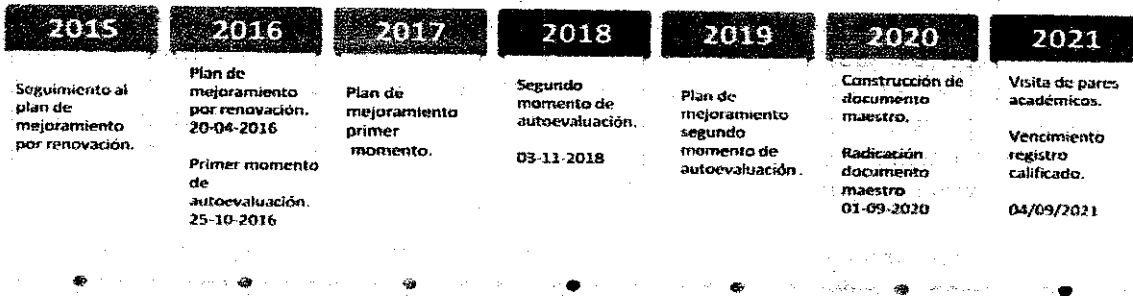 2015
Seguimiento al
plan de
mejoramiento
por renovación.
2016
Plan de
mejoramiento
por renovación.
20-04-2016
Primer momento
de
autoevaluación.
25-10-2016
2017
Plan de
mejoramiento
primer
momento.
2018
Segundo
momento de
autoevaluación.
03-11-2018
2019
Plan de
mejoramiento
segundo
momento de
autoevaluación.
2020
Construcción de
documento
maestro.
Radicación
documento
maestro
01-09-2020
2021
Visita de pares
académicos.
Vencimiento
registro
calificado.
04/09/2021